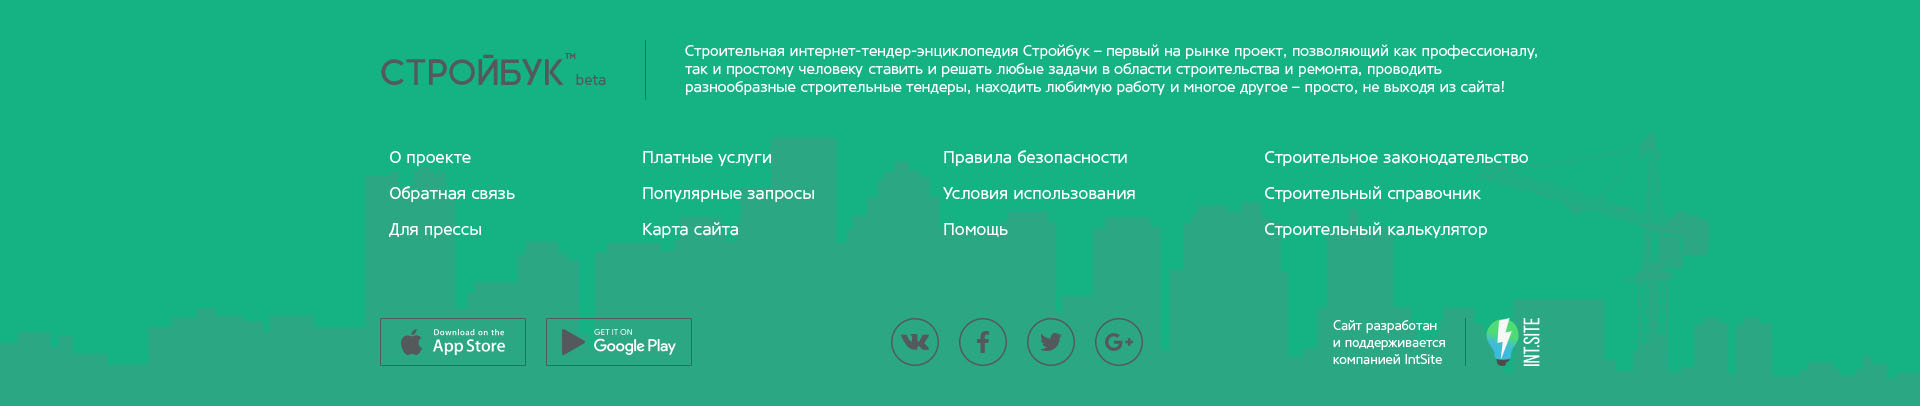 СТРОЙБУК™ beta
Строительная интернет-тендер-энциклопедия Стройбук – первый на рынке проект, позволяющий как профессионалу,
так и простому человеку ставить и решать любые задачи в области строительства и ремонта, проводить
разнообразные строительные тендеры, находить любимую работу и многое другое – просто, не выходя из сайта!
О проекте
Обратная связь
Для прессы
Платные услуги
Популярные запросы
Карта сайта
Правила безопасности
Условия использования
Помощь
Строительное законодательство
Строительный справочник
Строительный калькулятор
Download on the
App Store
GET IT ON
Google Play
G+
Сайт разработан
и поддерживается
компанией IntSite
INT.SITE